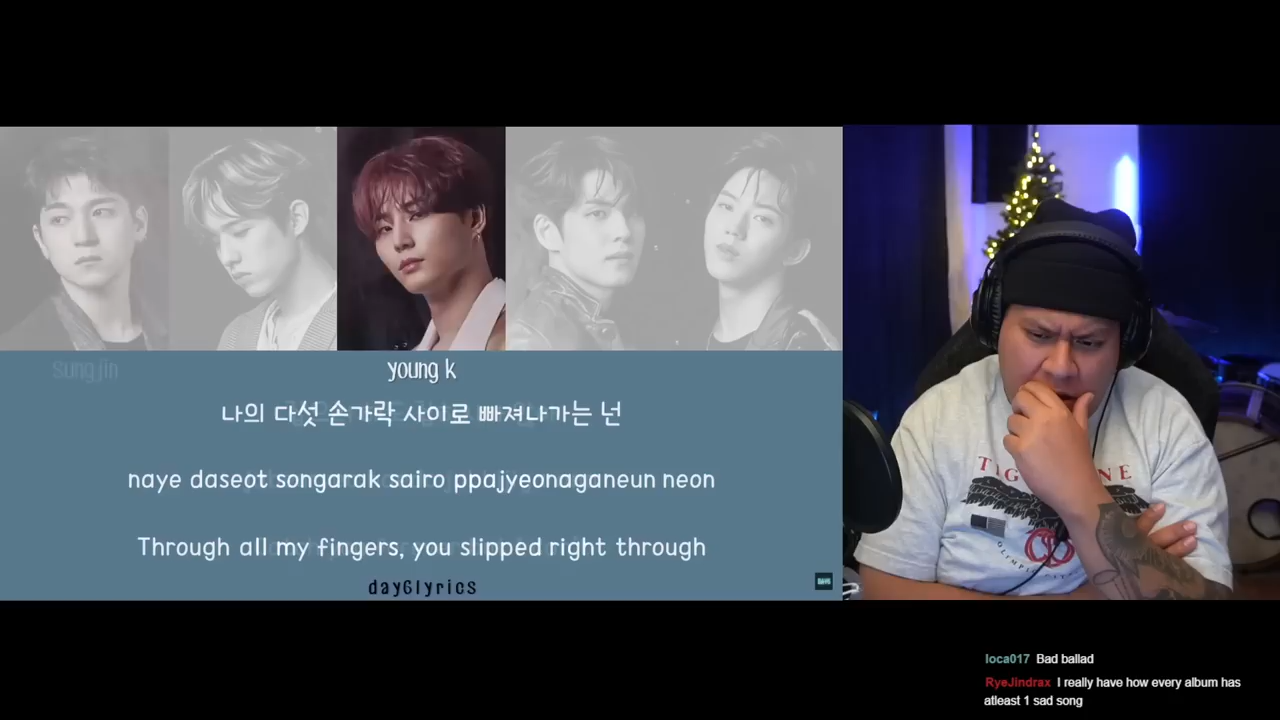 sungjin
young k
나의 다섯 손가락 사이로 빠져나가는 넌
naye daseot songarak sairo ppajyeonaganeun neon
Through all my fingers, you slipped right through
day6lyrics
DAY6
loca017 Bad ballad
RyeJindrax I really have how every album has
atleast 1 sad song